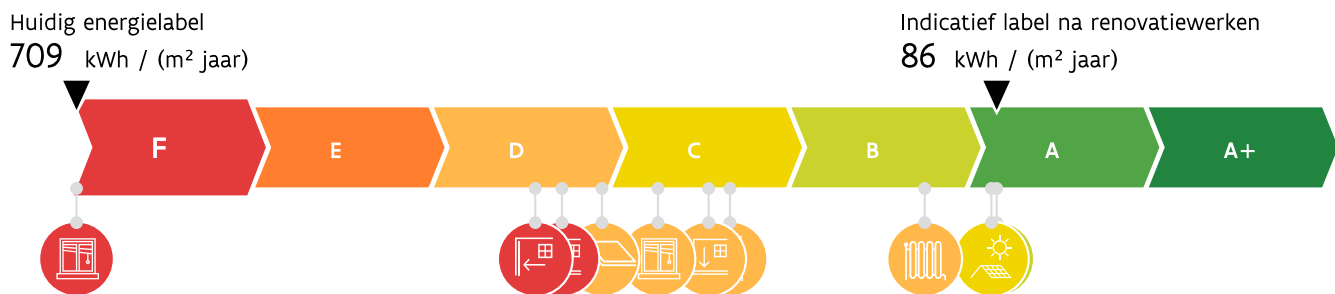 Huidig energielabel
709 kWh / (m² jaar)
Indicatief label na renovatiewerken
86 kWh / (m² jaar)
F E D C B A A+